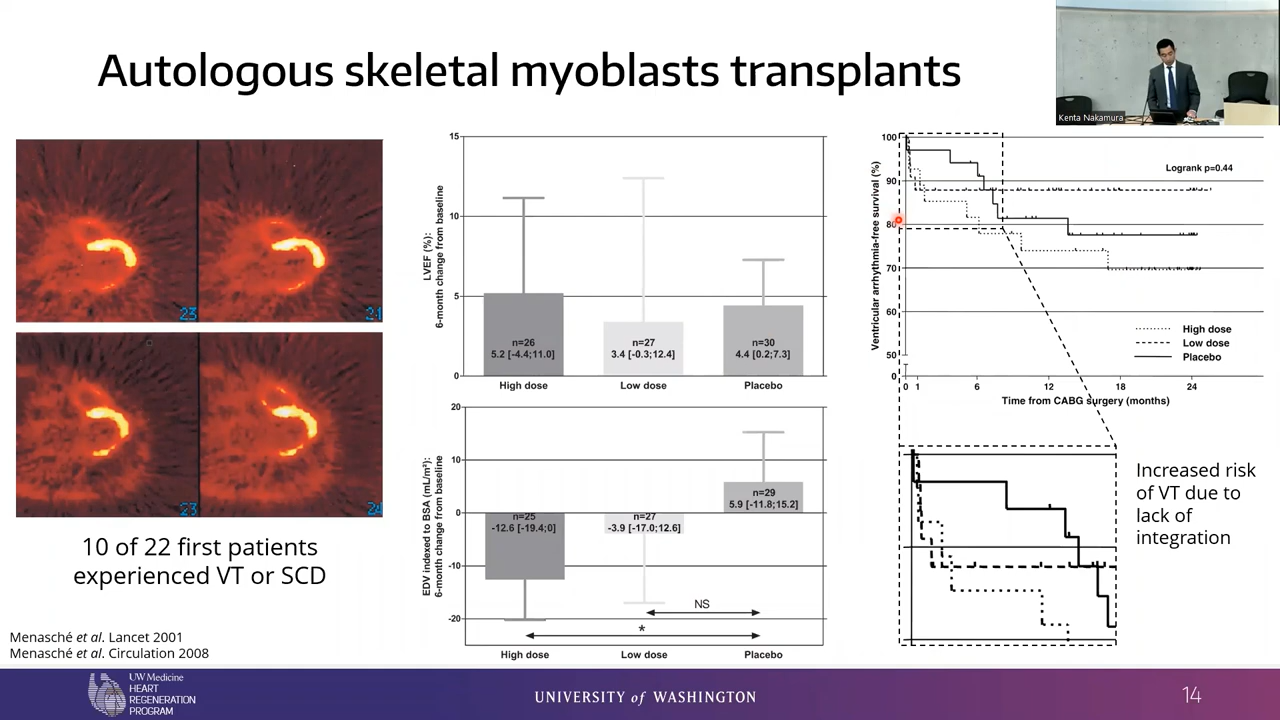 Autologous skeletal myoblasts transplants
Kenta Nakamura
23
21
23
24
10 of 22 first patients
experienced VT or SCD
Menasché et al. Lancet 2001
Menasché et al. Circulation 2008
LVEF (%):
6-month change from baseline
15
10
5
0
n=26
5.2 [-4.4;11.0]
n=27
3.4 [-0.3;12.4]
n=30
4.4 [0.2;7.3]
High dose
Low dose
Placebo
EDV indexed to BSA (mL/m²):
6-month change from baseline
20
10
0
-10
-20
n=25
-12.6 [-19.4;0]
n=27
-3.9 [-17.0;12.6]
n=29
5.9 [-11.8;15.2]
NS
*
High dose
Low dose
Placebo
Ventricular arrhythmia-free survival (%)
100
90
80
70
60
50
0
Logrank p=0.44
High dose
Low dose
Placebo
0 1 6 12 18 24
Time from CABG surgery (months)
Increased risk
of VT due to
lack of
integration
UW Medicine
HEART
REGENERATION
PROGRAM
UNIVERSITY of WASHINGTON
14